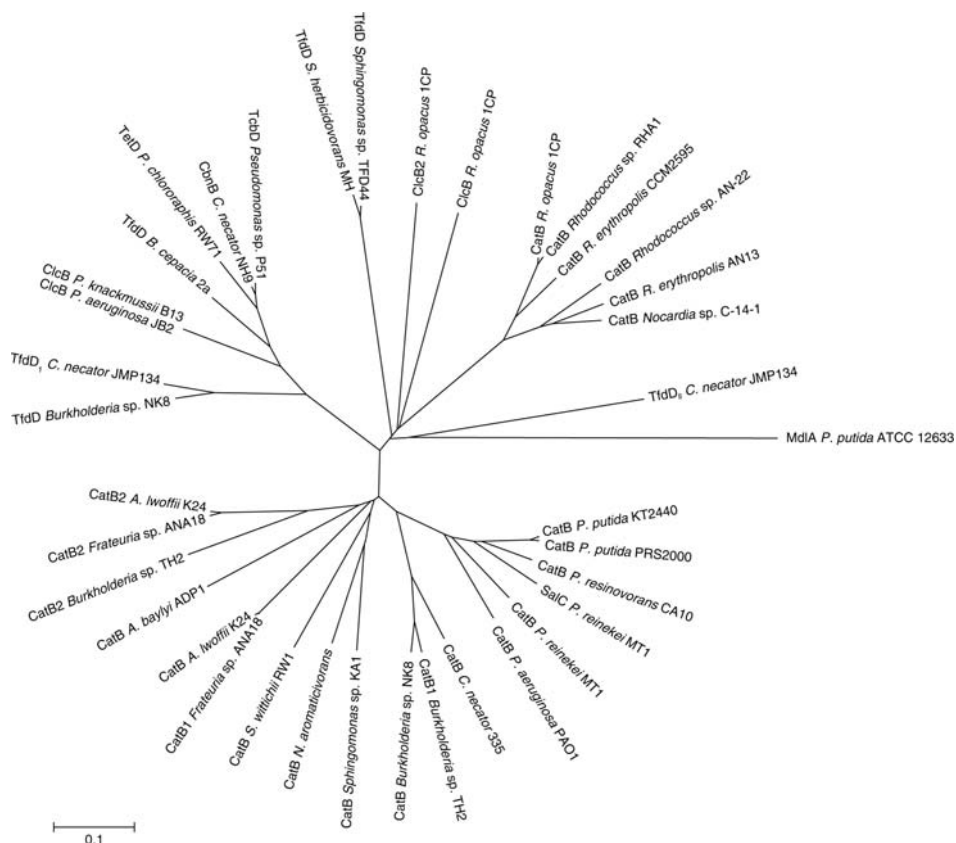 TfdD S. herbicidovorans MH
TfdD Sphingomonas sp. TFD44
ClcB2 R. opacus 1CP
ClcB R. opacus 1CP
CatB R. opacus 1CP
CatB Rhodococcus sp. RHA1
CatB R. erythropolis CCM2595
CatB Rhodococcus sp. AN-22
CatB R. erythropolis AN13
CatB Nocardia sp. C-14-1
TfdDII C. necator JMP134
MdlA P. putida ATCC 12633
CatB P. putida KT2440
CatB P. putida PRS2000
CatB P. resinovorans CA10
SalC P. reinekei MT1
CatB P. reinekei MT1
CatB P. aeruginosa PAO1
CatB C. necator 335
CatB1 Burkholderia sp. TH2
CatB Burkholderia sp. NK8
CatB Sphingomonas sp. KA1
CatB N. aromaticivorans
CatB S. wittichii RW1
CatB1 Frateuria sp. ANA18
CatB A. lwoffii K24
CatB A. baylyi ADP1
CatB2 Burkholderia sp. TH2
CatB2 Frateuria sp. ANA18
CatB2 A. lwoffii K24
TfdD Burkholderia sp. NK8
TfdDI C. necator JMP134
ClcB P. aeruginosa JB2
ClcB P. knackmussii B13
TfdD B. cepacia 2a
TetD P. chlororaphis RW71
CbnB C. necator NH9
TcbD Pseudomonas sp. P51
0.1